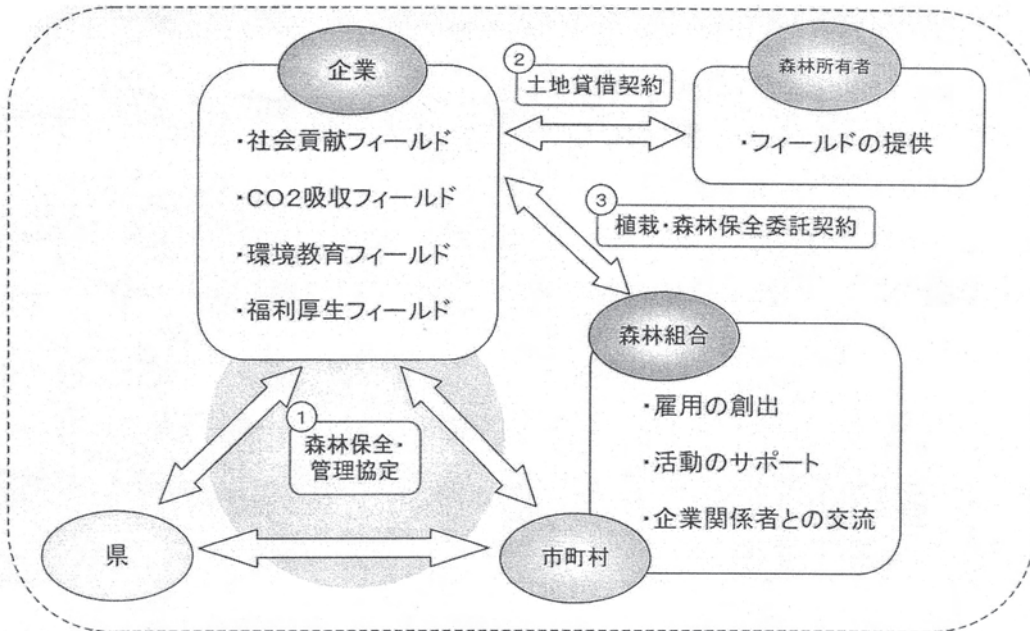 企業
・社会貢献フィールド
・CO2吸収フィールド
・環境教育フィールド
・福利厚生フィールド
②
土地貸借契約
森林所有者
・フィールドの提供
③
植栽・森林保全委託契約
森林組合
・雇用の創出
・活動のサポート
・企業関係者との交流
①
森林保全・
管理協定
県
市町村